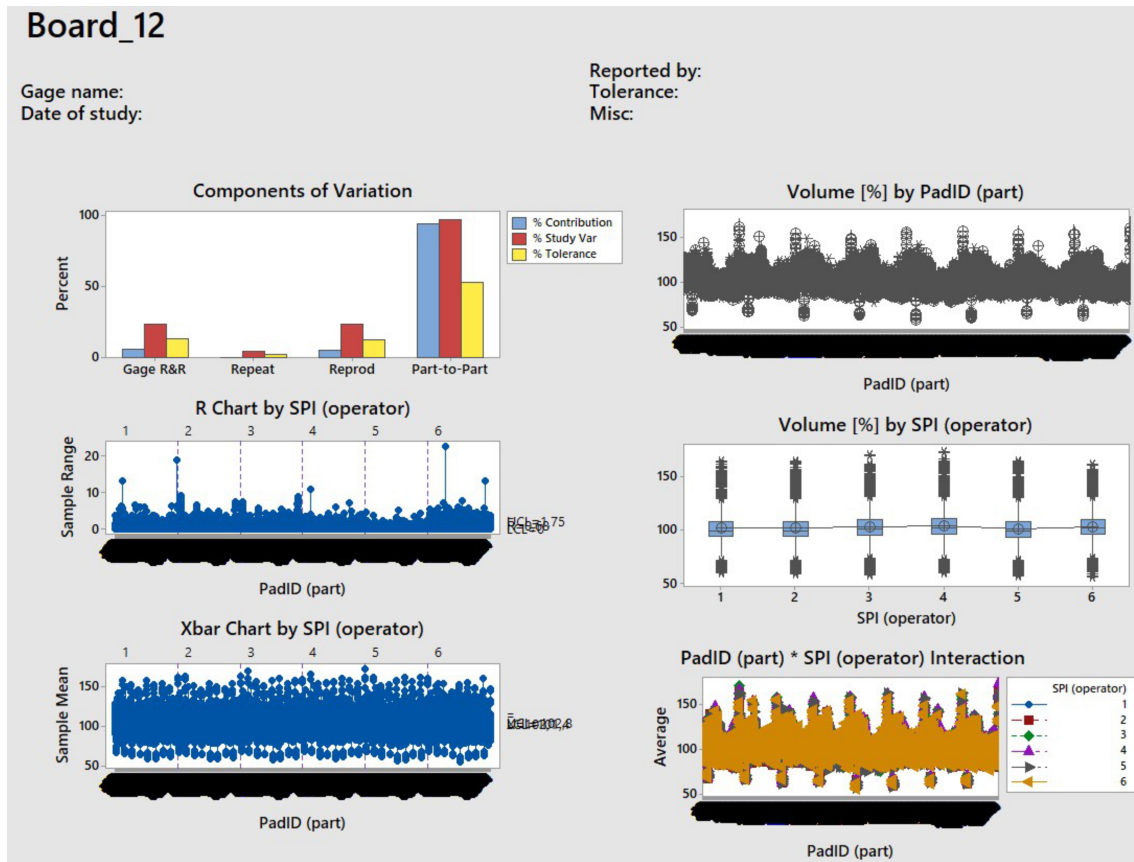 Board_12
Gage name:
Date of study:
Reported by:
Tolerance:
Misc:
Components of Variation
100
50
0
Percent
Gage R&R Repeat Reprod Part-to-Part
% Contribution
% Study Var
% Tolerance
R Chart by SPI (operator)
1 2 3 4 5 6
20
10
0
Sample Range
PadID (part)
Xbar Chart by SPI (operator)
1 2 3 4 5 6
150
100
50
Sample Mean
PadID (part)
Volume [%] by PadID (part)
150
100
50
PadID (part)
Volume [%] by SPI (operator)
150
100
50
1 2 3 4 5 6
SPI (operator)
PadID (part) * SPI (operator) Interaction
150
100
50
Average
PadID (part)
SPI (operator)
1
2
3
4
5
6